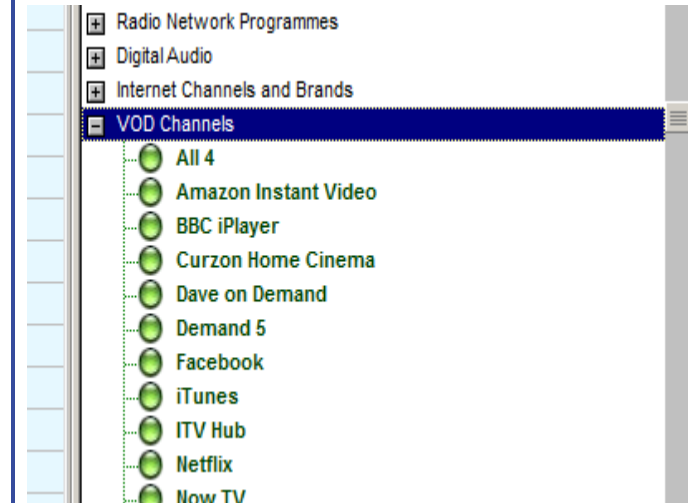 Radio Network Programmes
Digital Audio
Internet Channels and Brands
VOD Channels
All 4
Amazon Instant Video
BBC iPlayer
Curzon Home Cinema
Dave on Demand
Demand 5
Facebook
iTunes
ITV Hub
Netflix
Now TV